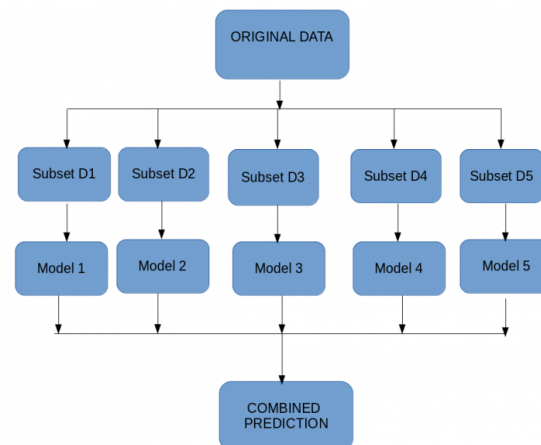 ORIGINAL DATA
Subset D1
Subset D2
Subset D3
Subset D4
Subset D5
Model 1
Model 2
Model 3
Model 4
Model 5
COMBINED
PREDICTION